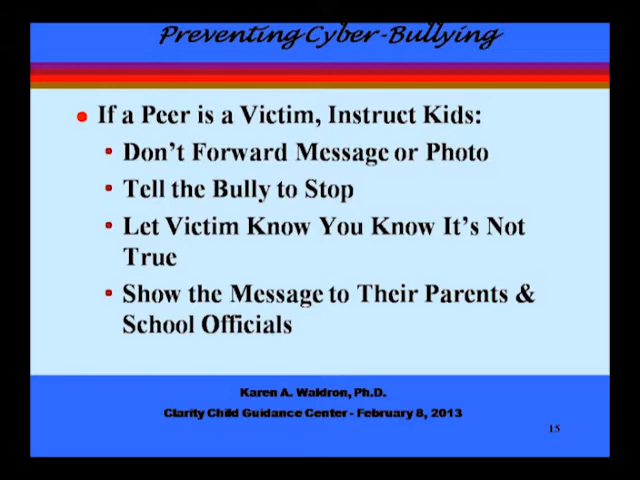 Preventing Cyber-Bullying
If a Peer is a Victim, Instruct Kids:
Don't Forward Message or Photo
Tell the Bully to Stop
Let Victim Know You Know It's Not
True
Show the Message to Their Parents &
School Officials
Karen A. Waldron, Ph.D.
Clarity Child Guidance Center - February 8, 2013
15